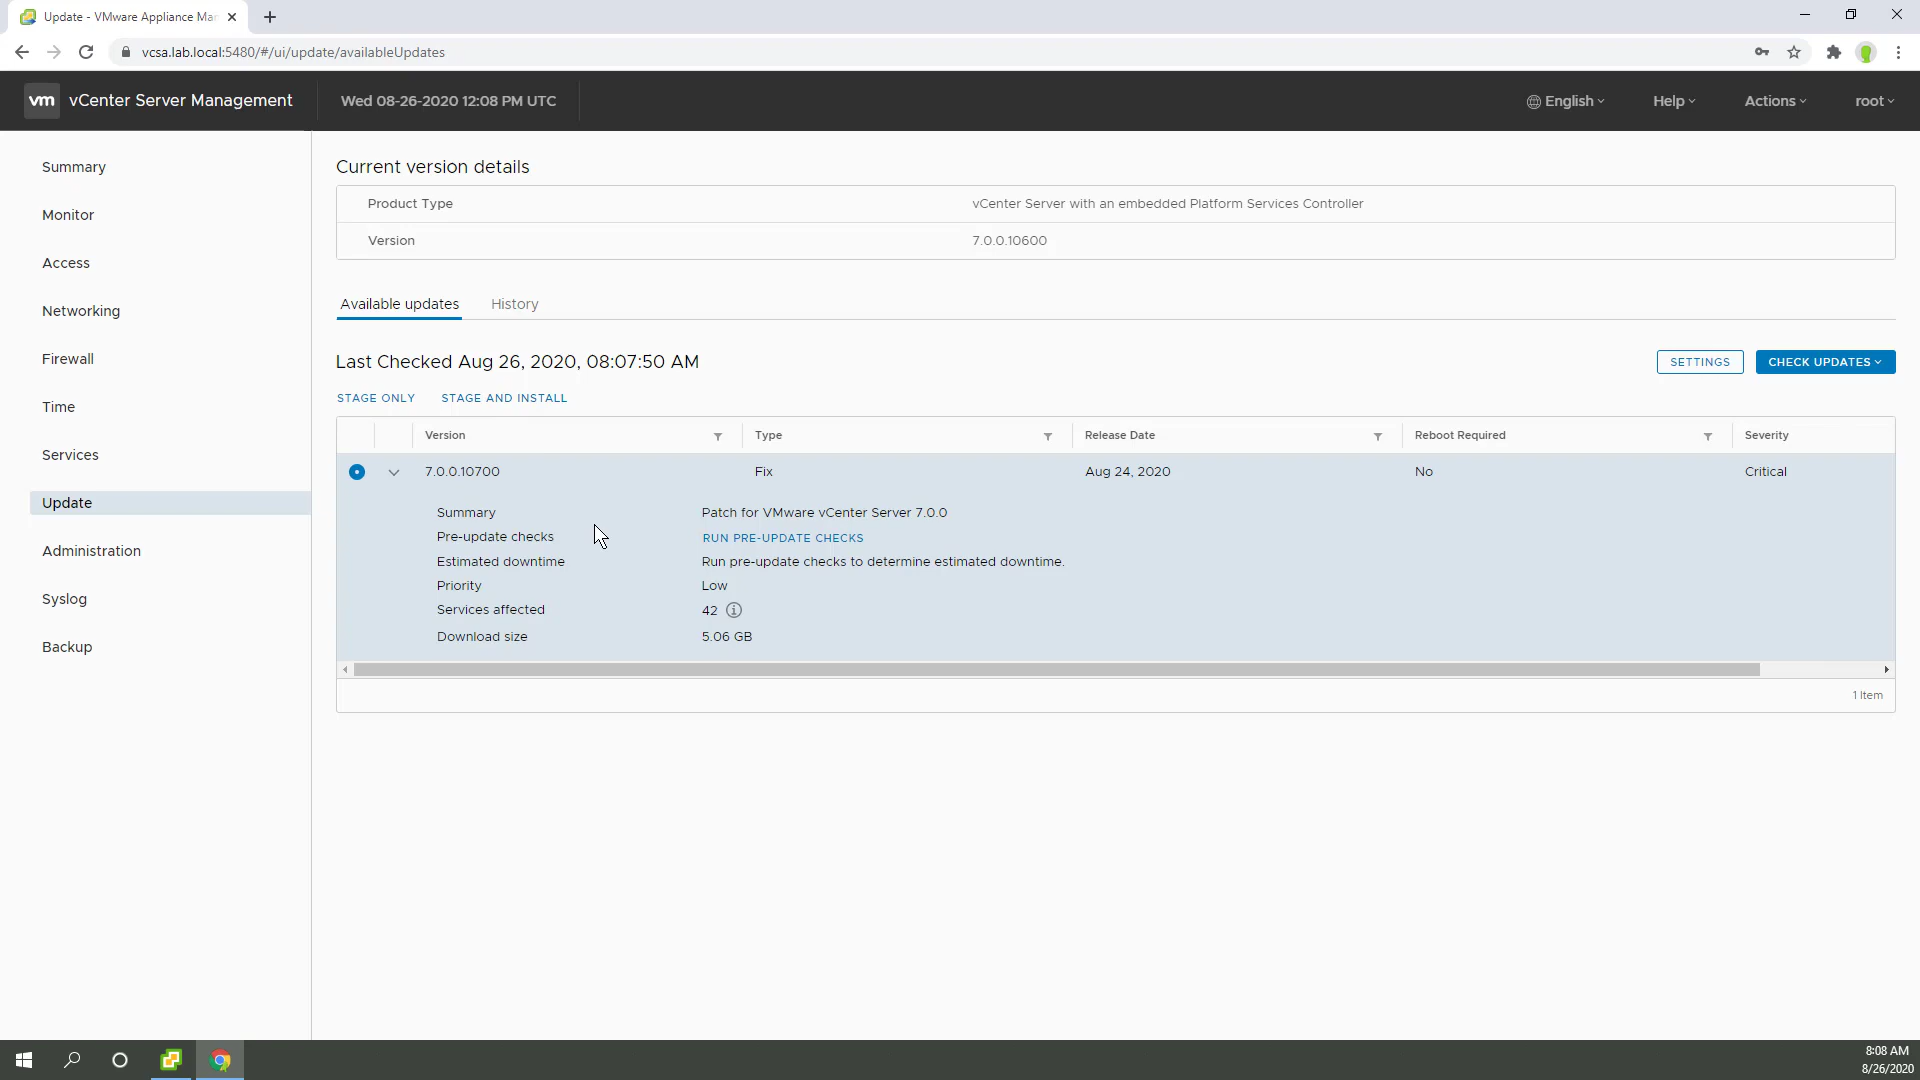 Update - VMware Appliance Mar
vcsa.lab.local:5480/#/ui/update/availableUpdates
vm vCenter Server Management Wed 08-26-2020 12:08 PM UTC English Help Actions root
Summary
Monitor
Access
Networking
Firewall
Time
Services
Update
Administration
Syslog
Backup
Current version details
Product Type vCenter Server with an embedded Platform Services Controller
Version 7.0.0.10600
Available updates History
Last Checked Aug 26, 2020, 08:07:50 AM SETTINGS CHECK UPDATES
STAGE ONLY STAGE AND INSTALL
Version Type Release Date Reboot Required Severity
7.0.0.10700 Fix Aug 24, 2020 No Critical
Summary Patch for VMware vCenter Server 7.0.0
Pre-update checks RUN PRE-UPDATE CHECKS
Estimated downtime Run pre-update checks to determine estimated downtime.
Priority Low
Services affected 42
Download size 5.06 GB
1 Item
8:08 AM
8/26/2020